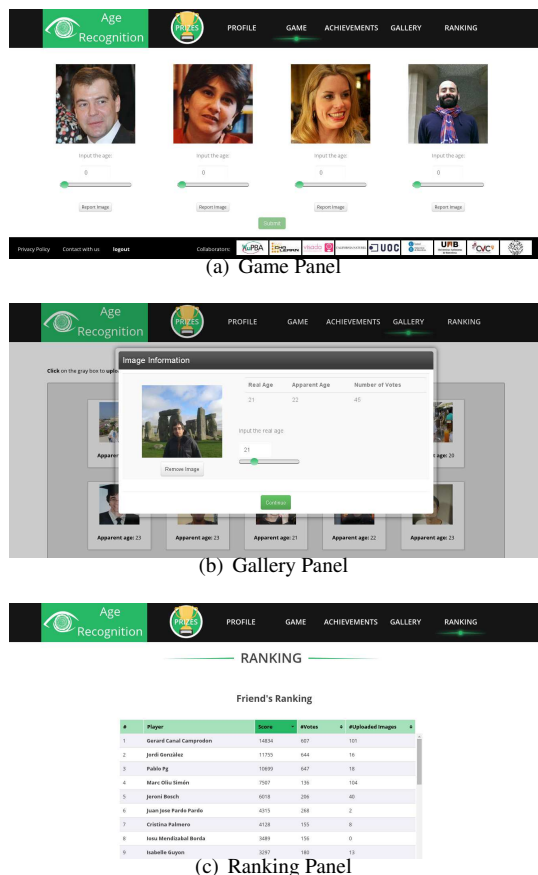 Age
Recognition
PRIZES
PROFILE GAME ACHIEVEMENTS GALLERY RANKING
Input the age: Input the age: Input the age: Input the age:
0 0 0 0
Report Image Report Image Report Image Report Image
Submit
Privacy Policy Contact with us logout Collaborators: UOC UAB CVC
(a) Game Panel
Age
Recognition
PRIZES
PROFILE GAME ACHIEVEMENTS GALLERY RANKING
Image Information
Click on the gray box to
Real Age Apparent Age Number of Votes
21 22 45
Input the real age
21
Remove Image
Continue
age: 20
Apparent age: 23 Apparent age: 23 Apparent age: 21 Apparent age: 22 Apparent age: 23
(b) Gallery Panel
Age
Recognition
PRIZES
PROFILE GAME ACHIEVEMENTS GALLERY RANKING
RANKING
Friend's Ranking
# Player Score #Votes #Uploaded Images
1 Gerard Canal Camprodon 14834 607 101
2 Jordi González 11755 644 16
3 Pablo Pg 10699 647 18
4 Marc Oliu Simón 7507 136 104
5 Jeroni Bosch 6018 206 40
6 Juan Jose Pardo Pardo 4315 268 2
7 Cristina Palmero 4128 155 8
8 Iosu Mendizabal Borda 3489 156 0
9 Isabelle Guyon 3297 180 13
(c) Ranking Panel